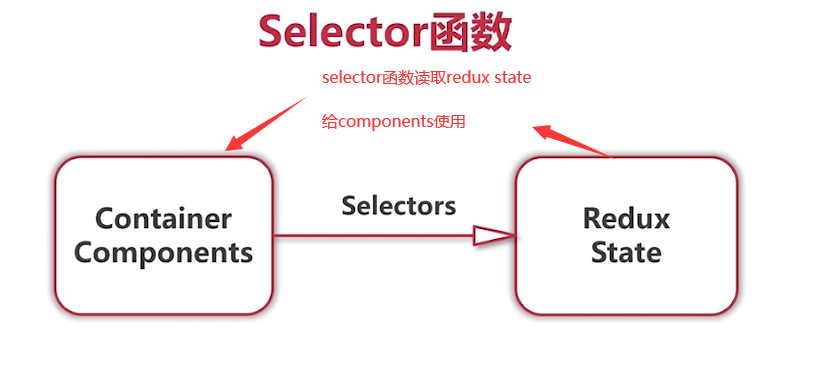 Selector函数
selector函数读取redux state
给components使用
Container
Components
Selectors
Redux
State